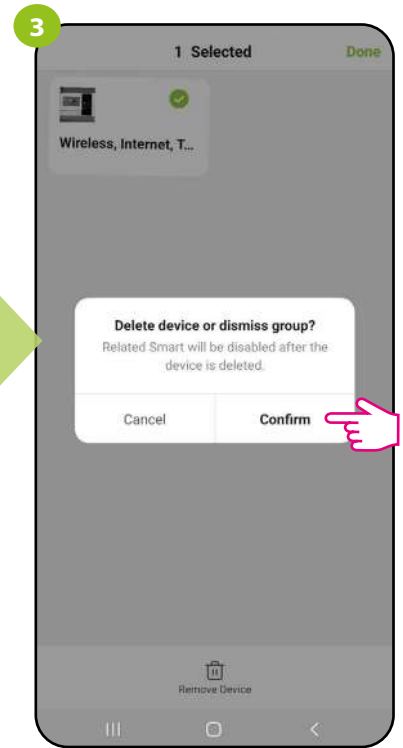 3
1 Selected Done
Wireless, Internet, T...
Delete device or dismiss group?
Related Smart will be disabled after the
device is deleted.
Cancel Confirm
Remove Device